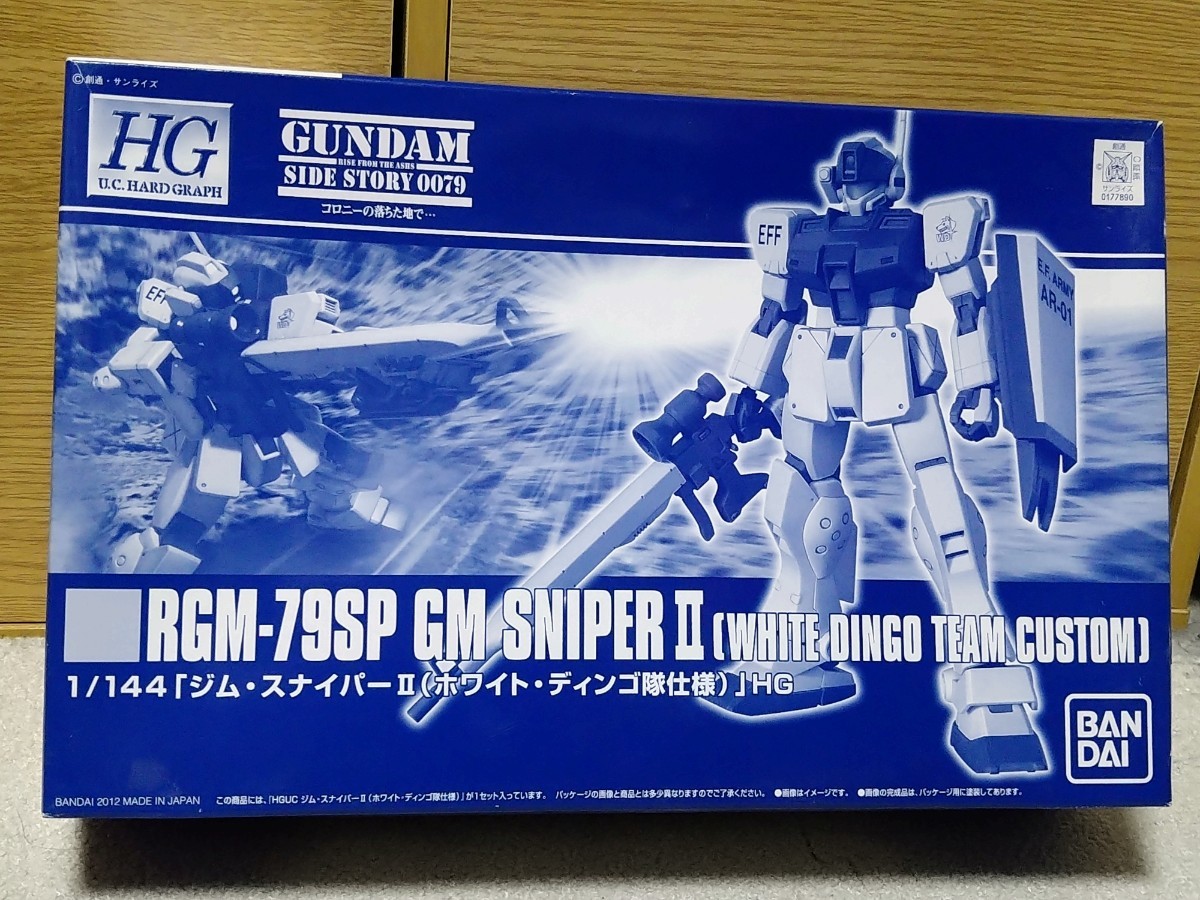 ©創通・サンライズ
HG
U.C. HARD GRAPH
GUNDAM
RISE FROM THE ASHS
SIDE STORY 0079
コロニーの落ちた地で…
創通
©
サンライズ
0177890
EFF
WD
E.F. ARMY
AR-01
EFF
RGM-79SP GM SNIPER II (WHITE DINGO TEAM CUSTOM)
1/144「ジム・スナイパーII(ホワイト・ディンゴ隊仕様)」HG
BAN
DAI
BANDAI 2012 MADE IN JAPAN この商品には、「HGUC ジム・スナイパーII(ホワイト・ディンゴ隊仕様)」が1セット入っています。 パッケージの画像と商品とは多少異なりますのでご了承ください。 ●画像はイメージです。 ●画像の完成品は、パッケージ用に塗装してあります。